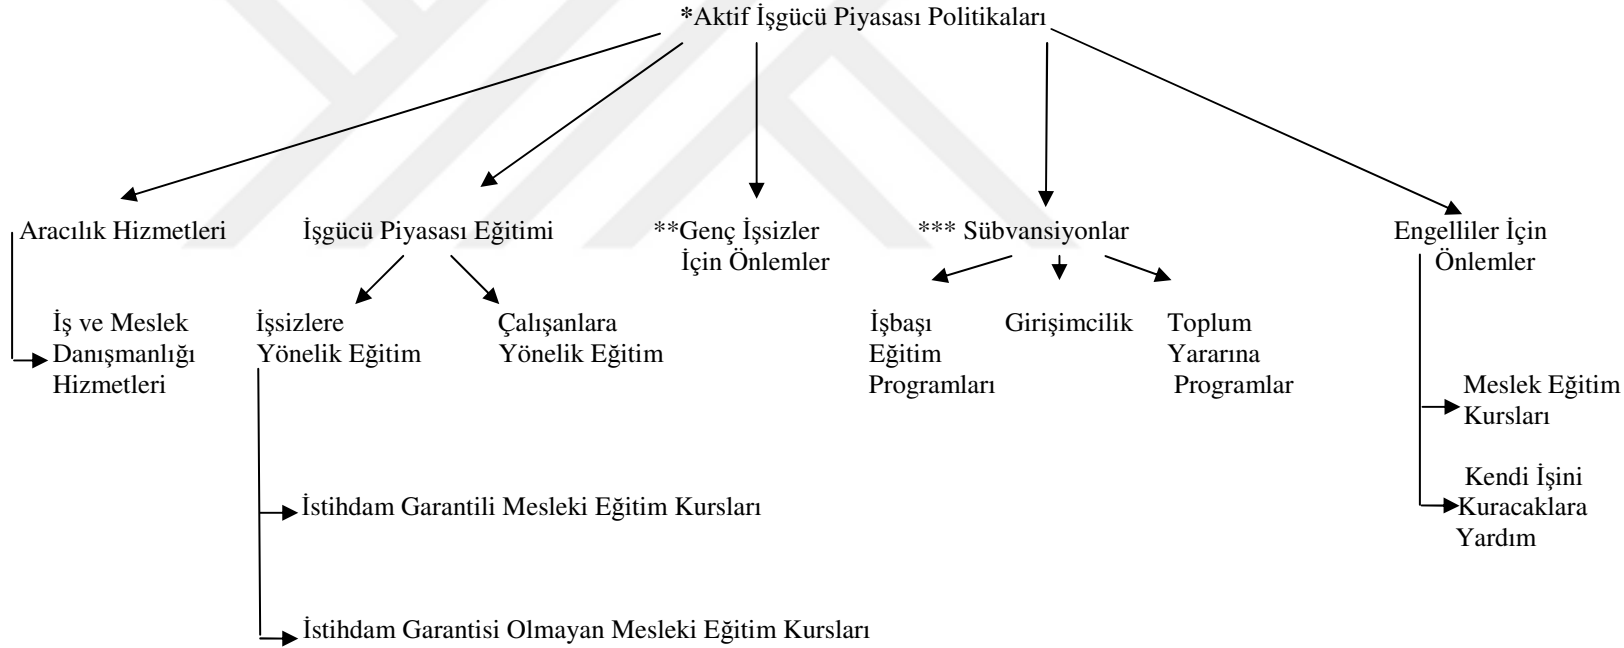 *Aktif İşgücü Piyasası Politikaları
Aracılık Hizmetleri
İşgücü Piyasası Eğitimi
**Genç İşsizler
İçin Önlemler
*** Sübvansiyonlar
Engelliler İçin
Önlemler
İş ve Meslek
Danışmanlığı
Hizmetleri
İşsizlere
Yönelik Eğitim
Çalışanlara
Yönelik Eğitim
İşbaşı
Eğitim
Programları
Girişimcilik
Toplum
Yararına
Programlar
Meslek Eğitim
Kursları
Kendi İşini
Kuracaklara
Yardım
İstihdam Garantili Mesleki Eğitim Kursları
İstihdam Garantisi Olmayan Mesleki Eğitim Kursları